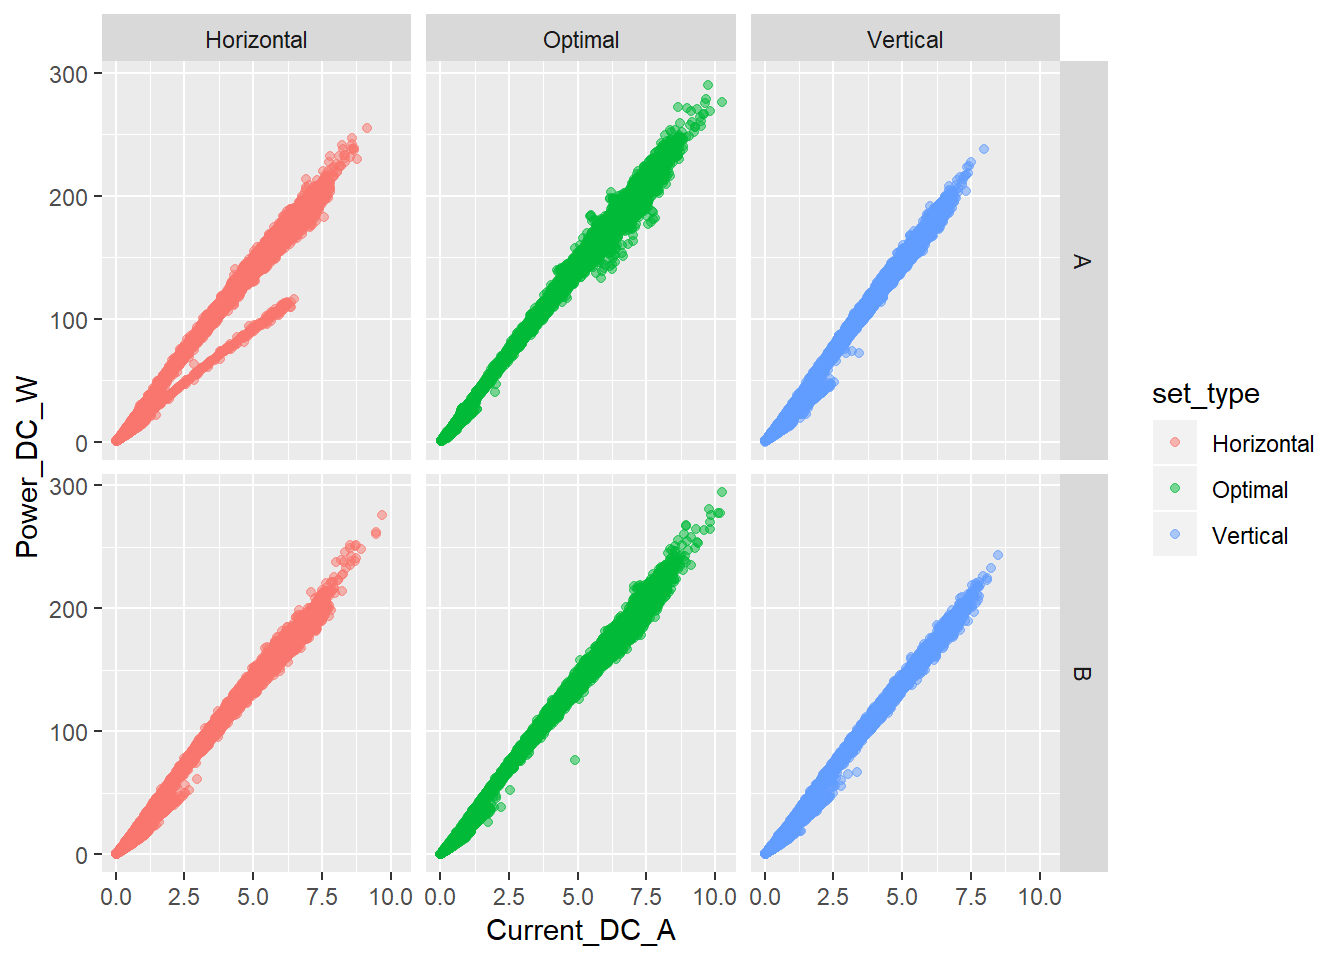 Horizontal Optimal Vertical
300
200
100
0
A
300
200
100
0
B
0.0 2.5 5.0 7.5 10.0 0.0 2.5 5.0 7.5 10.0 0.0 2.5 5.0 7.5 10.0
Current_DC_A
Power_DC_W
set_type
Horizontal
Optimal
Vertical